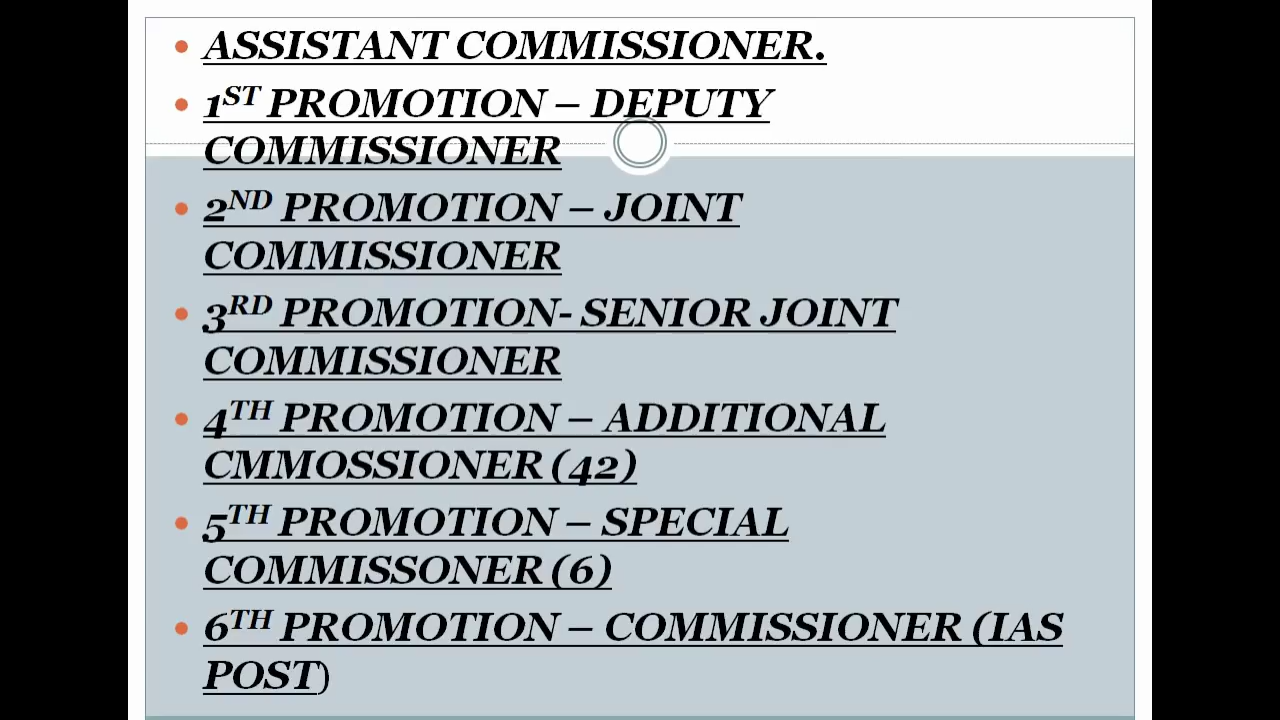 ASSISTANT COMMISSIONER.
1ST PROMOTION – DEPUTY
COMMISSIONER
2ND PROMOTION – JOINT
COMMISSIONER
3RD PROMOTION- SENIOR JOINT
COMMISSIONER
4TH PROMOTION – ADDITIONAL
CMMOSSIONER (42)
5TH PROMOTION – SPECIAL
COMMISSONER (6)
6TH PROMOTION – COMMISSIONER (IAS
POST)